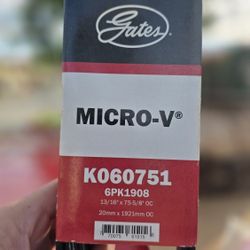 Gates
MICRO-V®
K060751
6PK1908
13/16" x 75-5/8" OC
20mm x 1921mm OC